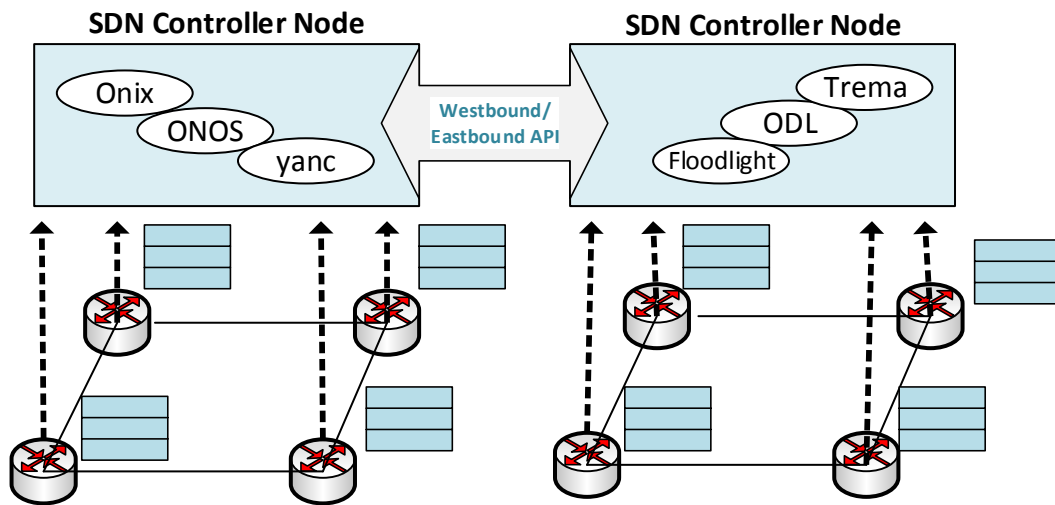 SDN Controller Node
Onix
ONOS
yanc
Westbound/
Eastbound API
SDN Controller Node
Trema
ODL
Floodlight